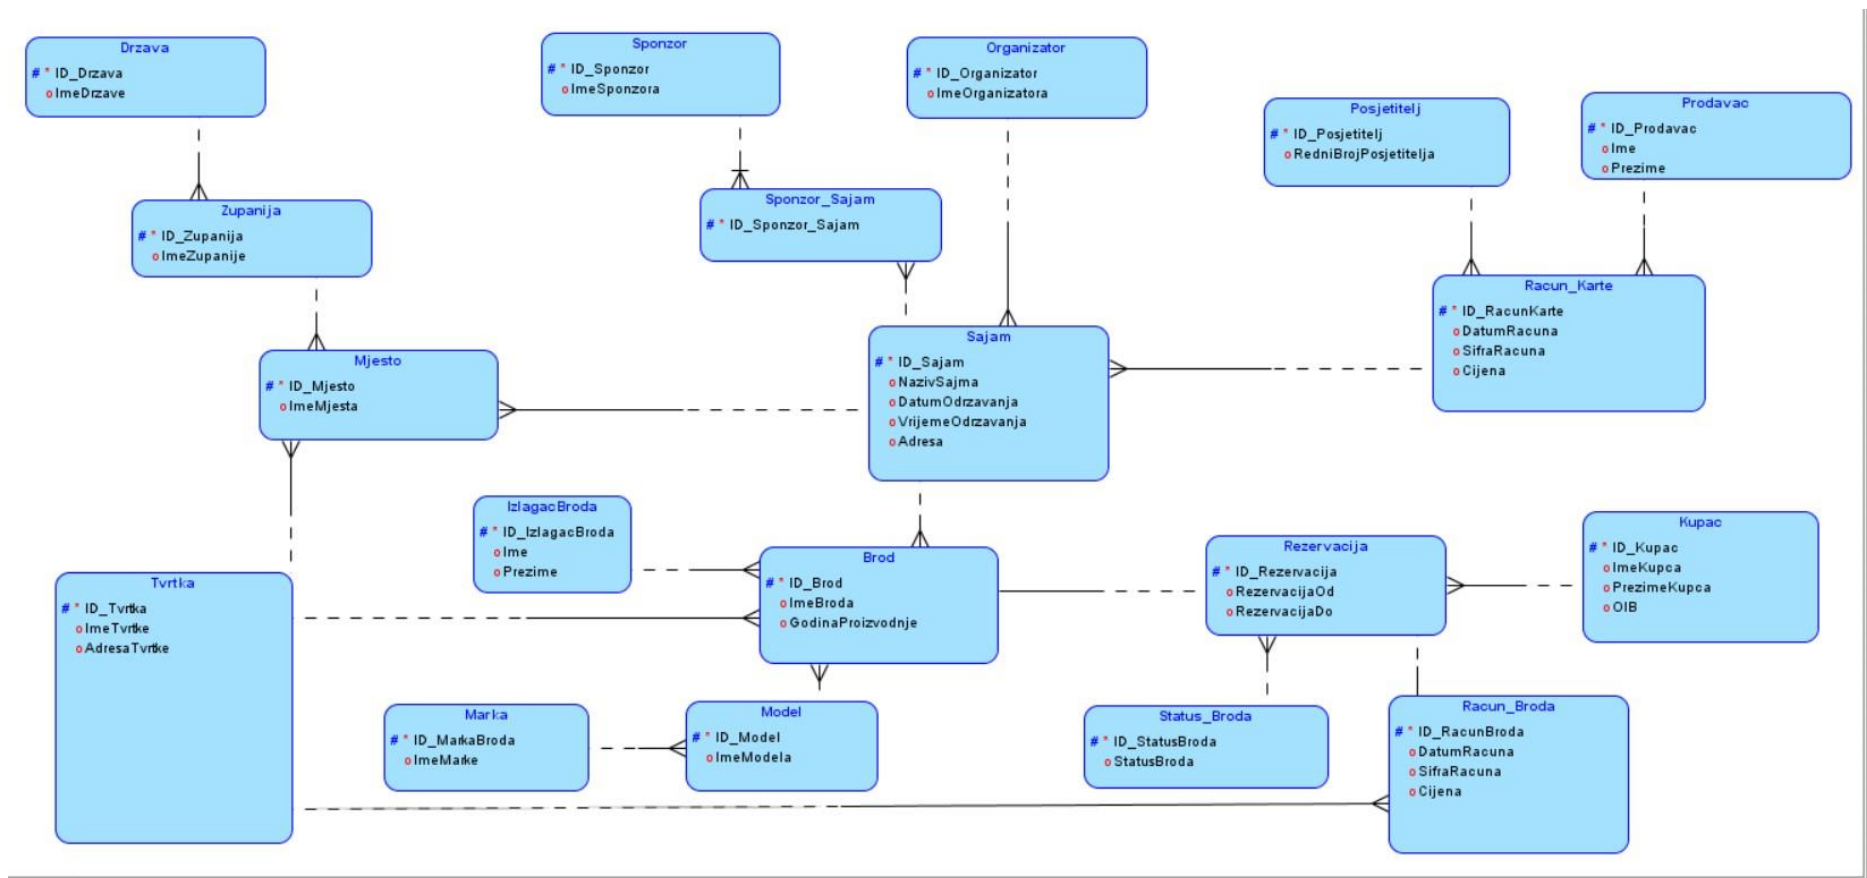 Drzava
# * ID_Drzava
o ImeDrzave
Sponzor
# * ID_Sponzor
o ImeSponzora
Organizator
# * ID_Organizator
o ImeOrganizatora
Posjetitelj
# * ID_Posjetitelj
o RedniBrojPosjetitelja
Prodavac
# * ID_Prodavac
o Ime
o Prezime
Zupanija
# * ID_Zupanija
o ImeZupanije
Sponzor_Sajam
# * ID_Sponzor_Sajam
Racun_Karte
# * ID_RacunKarte
o DatumRacuna
o SifraRacuna
o Cijena
Mjesto
# * ID_Mjesto
o ImeMjesta
Sajam
# * ID_Sajam
o NazivSajma
o DatumOdrzavanja
o VrijemeOdrzavanja
o Adresa
IzlagacBroda
# * ID_IzlagacBroda
o Ime
o Prezime
Brod
# * ID_Brod
o ImeBroda
o GodinaProizvodnje
Rezervacija
# * ID_Rezervacija
o RezervacijaOd
o RezervacijaDo
Kupac
# * ID_Kupac
o ImeKupca
o PrezimeKupca
o OIB
Tvrtka
# * ID_Tvrtka
o ImeTvrtke
o AdresaTvrtke
Marka
# * ID_MarkaBroda
o ImeMarke
Model
# * ID_Model
o ImeModela
Status_Broda
# * ID_StatusBroda
o StatusBroda
Racun_Broda
# * ID_RacunBroda
o DatumRacuna
o SifraRacuna
o Cijena